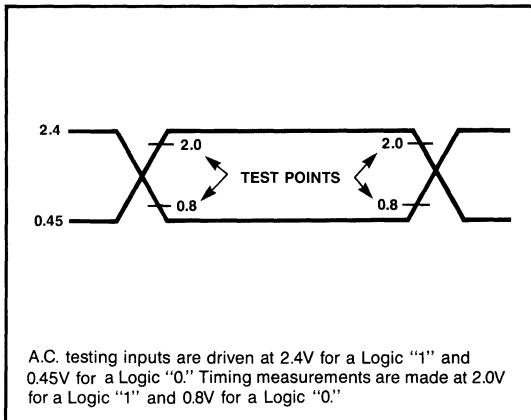 2.4
2.0 2.0
TEST POINTS
0.8 0.8
0.45
A.C. testing inputs are driven at 2.4V for a Logic “1” and
0.45V for a Logic “0.” Timing measurements are made at 2.0V
for a Logic “1” and 0.8V for a Logic “0.”